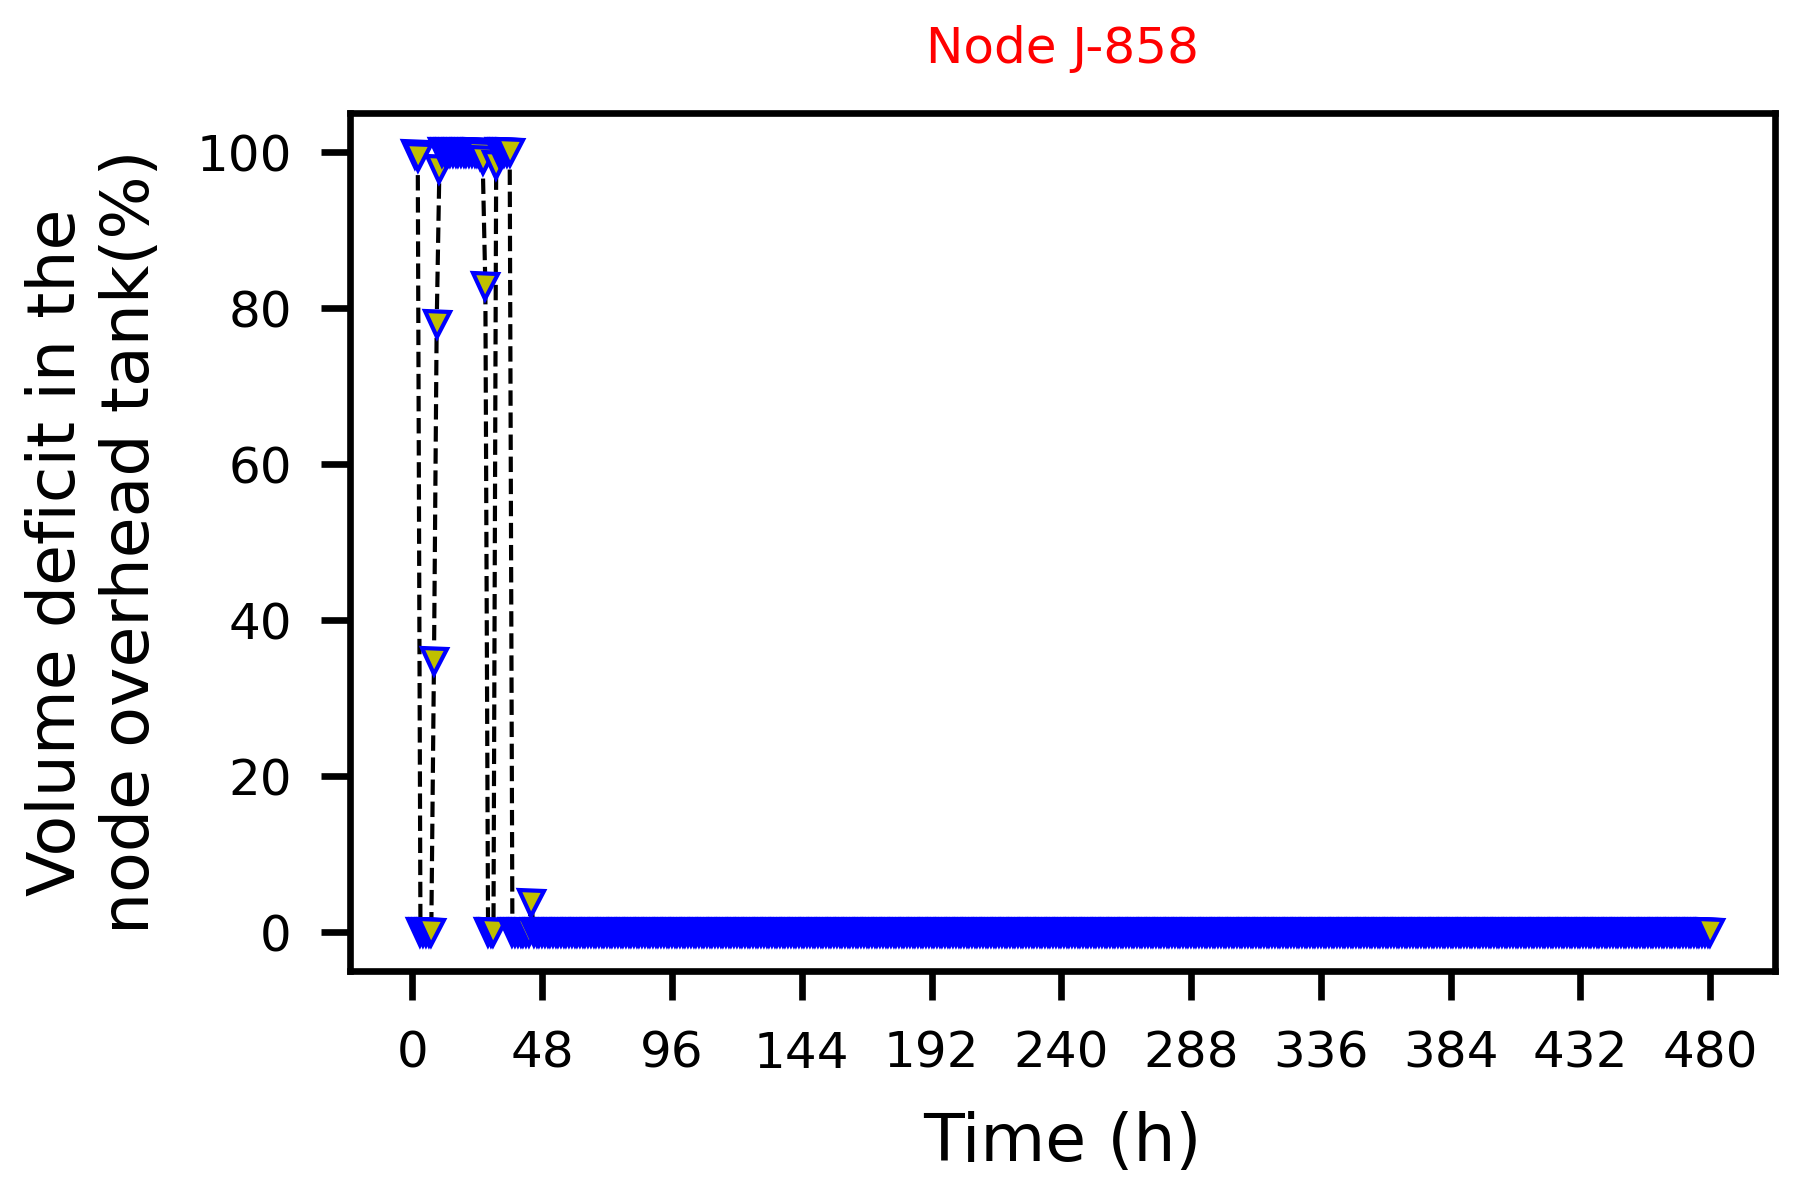 Node J-858
Volume deficit in the
node overhead tank(%)
100
80
60
40
20
0
0 48 96 144 192 240 288 336 384 432 480
Time (h)